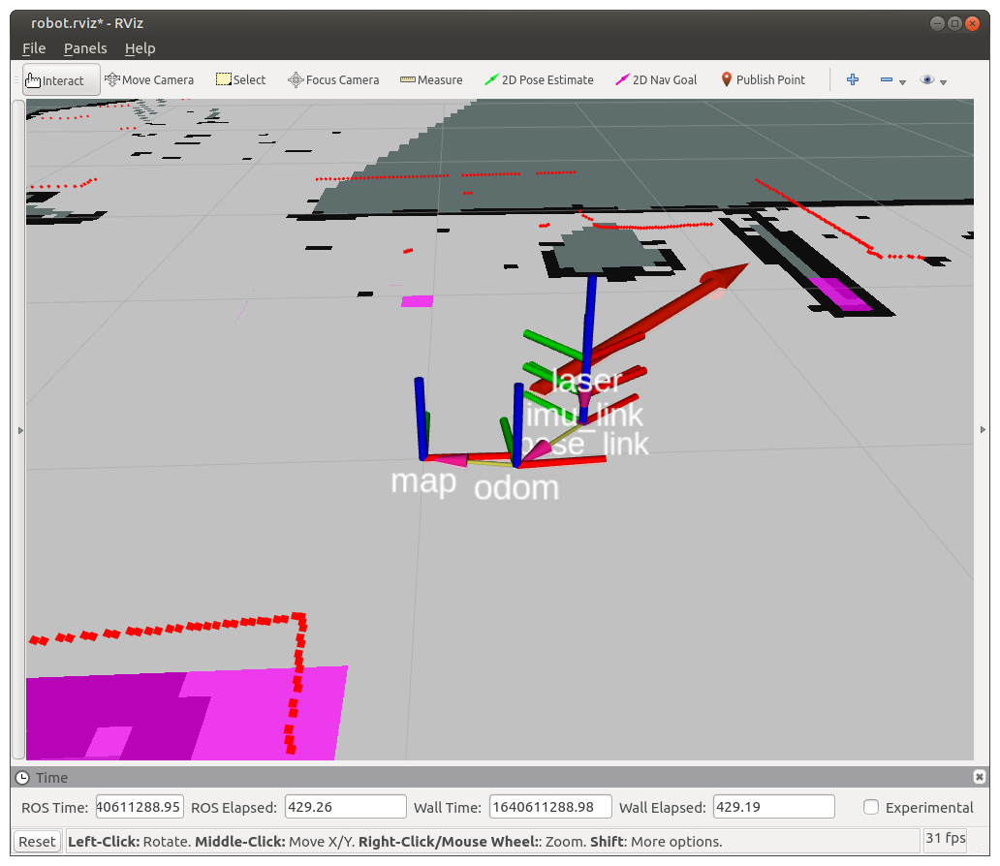 robot.rviz* - RViz
File Panels Help
Interact Move Camera Select Focus Camera Measure 2D Pose Estimate 2D Nav Goal Publish Point
laser
imu_link
base_link
map odom
Time
ROS Time: 40611288.95 ROS Elapsed: 429.26 Wall Time: 1640611288.98 Wall Elapsed: 429.19 Experimental
Reset Left-Click: Rotate. Middle-Click: Move X/Y. Right-Click/Mouse Wheel:: Zoom. Shift: More options. 31 fps